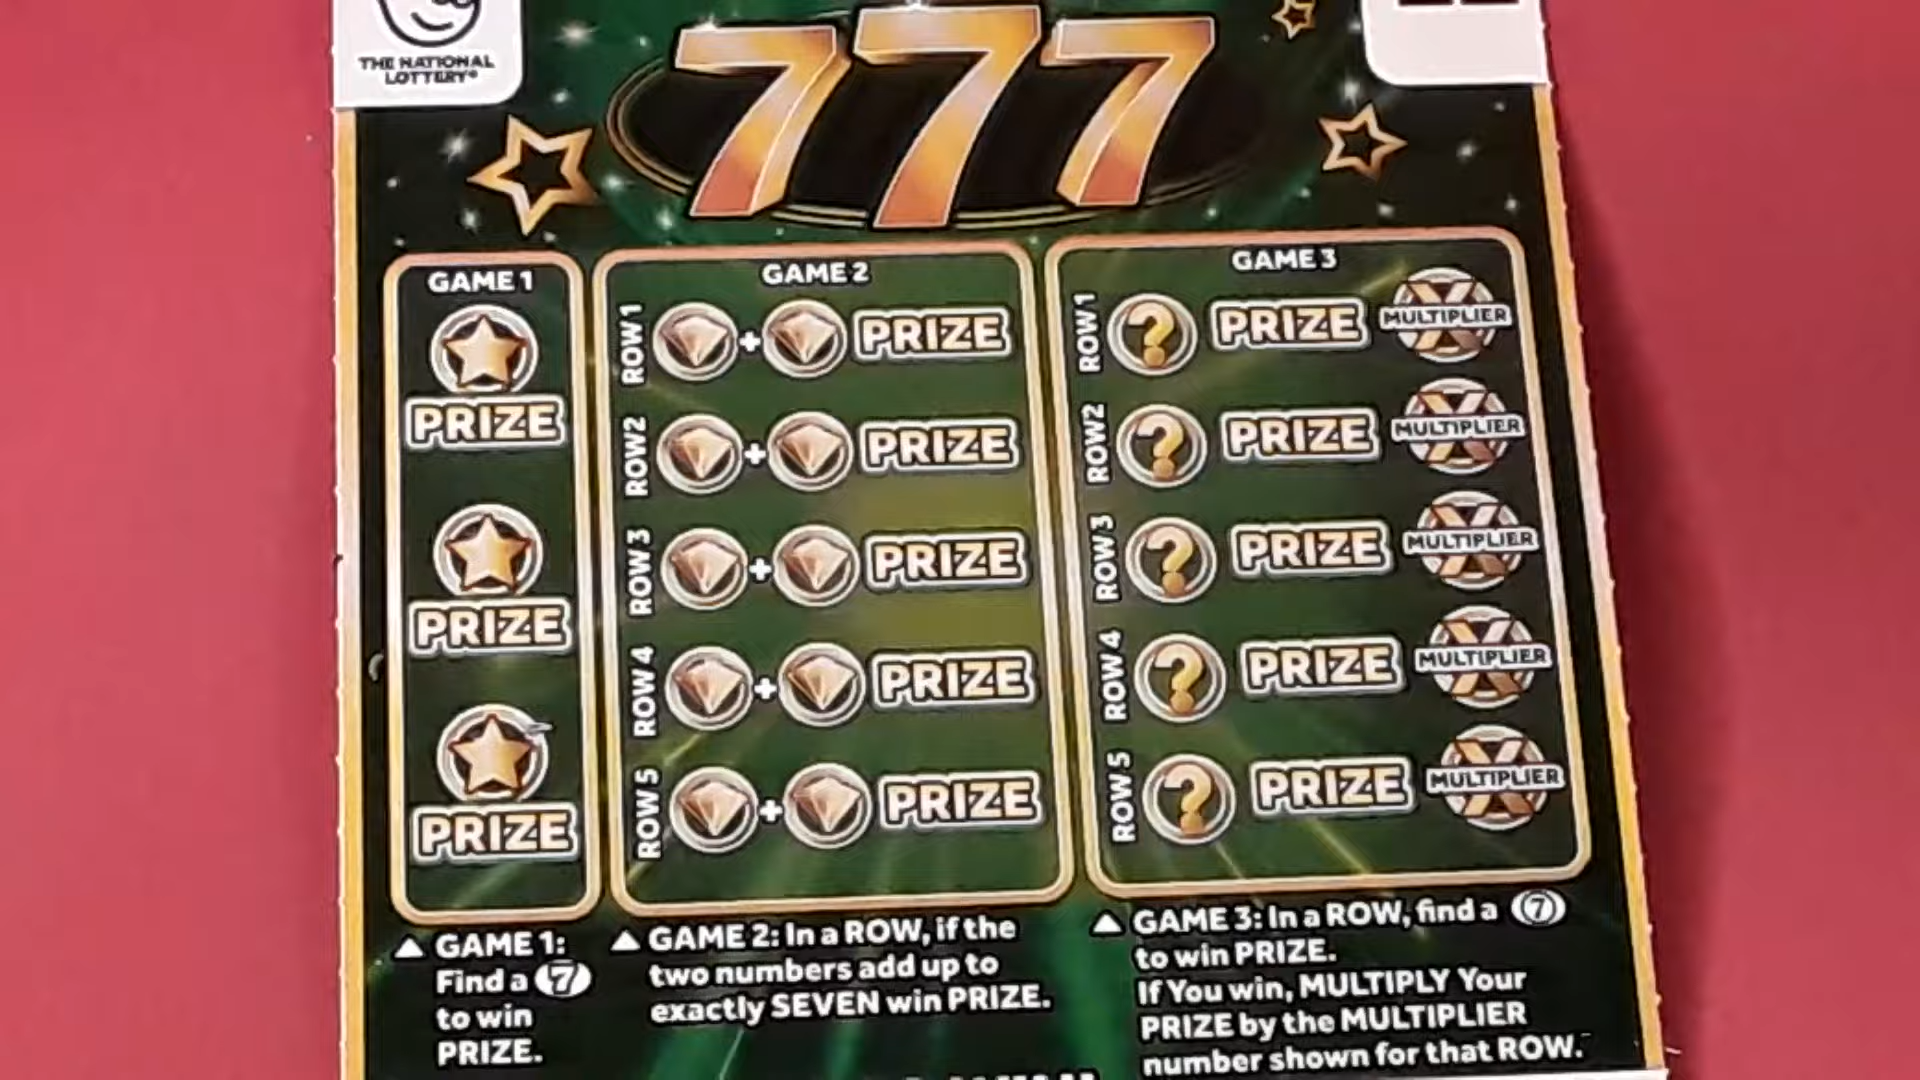 THE NATIONAL
LOTTERY®
777
GAME 1
PRIZE
PRIZE
PRIZE
GAME 2
ROW 1 + PRIZE
ROW 2 + PRIZE
ROW 3 + PRIZE
ROW 4 + PRIZE
ROW 5 + PRIZE
GAME 3
ROW 1 ? PRIZE X MULTIPLIER
ROW 2 ? PRIZE X MULTIPLIER
ROW 3 ? PRIZE X MULTIPLIER
ROW 4 ? PRIZE X MULTIPLIER
ROW 5 ? PRIZE X MULTIPLIER
▲ GAME 1:
Find a 7
to win
PRIZE.
▲ GAME 2: In a ROW, if the
two numbers add up to
exactly SEVEN win PRIZE.
▲ GAME 3: In a ROW, find a 7
to win PRIZE.
If You win, MULTIPLY Your
PRIZE by the MULTIPLIER
number shown for that ROW.